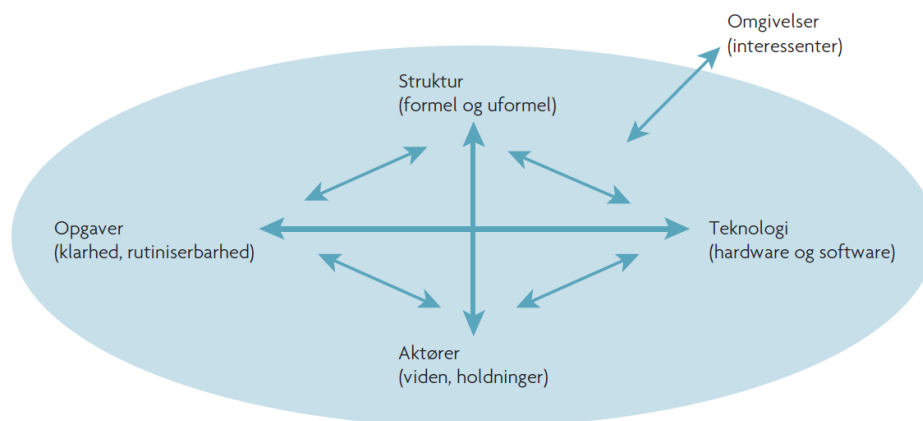 Omgivelser
(interessenter)
Struktur
(formel og uformel)
Opgaver
(klarhed, rutiniserbarhed)
Teknologi
(hardware og software)
Aktører
(viden, holdninger)